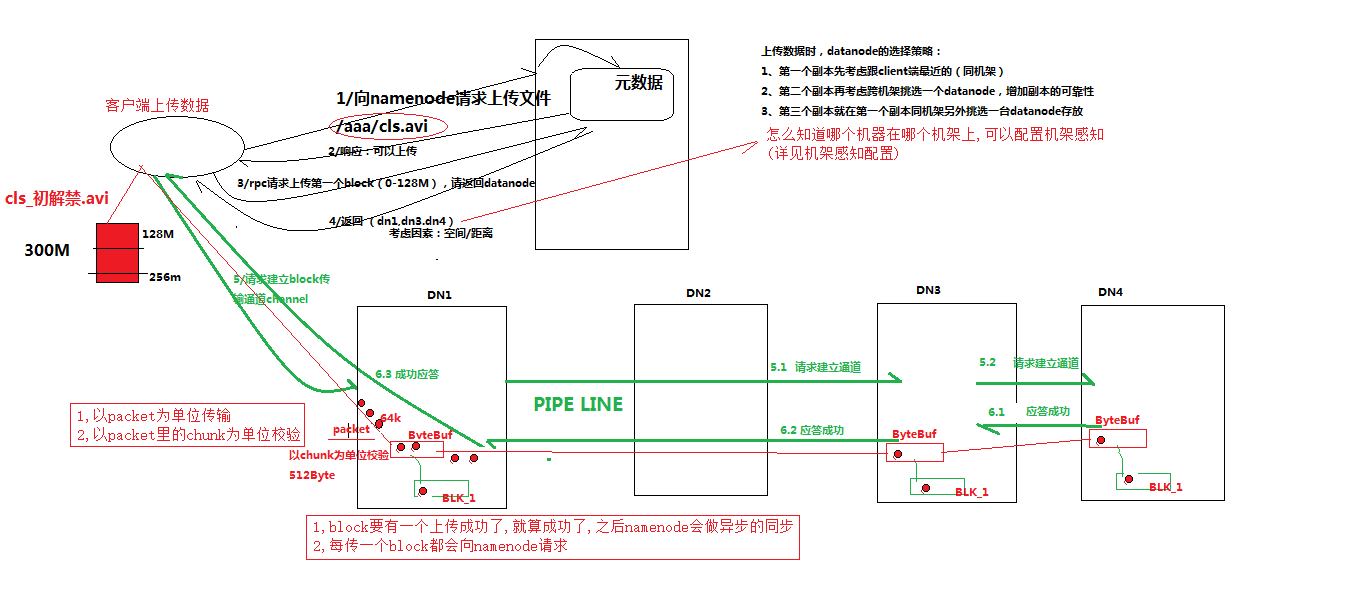 上传数据时，datanode的选择策略：
1、第一个副本先考虑跟client端最近的（同机架）
2、第二个副本再考虑跨机架挑选一个datanode，增加副本的可靠性
3、第三个副本就在第一个副本同机架另外挑选一台datanode存放
怎么知道哪个机器在哪个机架上,可以配置机架感知
(详见机架感知配置)
元数据
客户端上传数据
1/向namenode请求上传文件
/aaa/cls.avi
2/响应：可以上传
3/rpc请求上传第一个block（0-128M），请返回datanode
4/返回（dn1,dn3.dn4）
考虑因素：空间/距离
cls_初解禁.avi
300M
128M
256m
5/请求建立block传
输通道channel
DN1
DN2
DN3
DN4
5.1 请求建立通道
5.2 请求建立通道
6.3 成功应答
PIPE LINE
6.1 应答成功
6.2 应答成功
1,以packet为单位传输
2,以packet里的chunk为单位校验
64k
packet
ByteBuf
ByteBuf
ByteBuf
以chunk为单位校验
512Byte
BLK_1
BLK_1
BLK_1
1,block要有一个上传成功了,就算成功了,之后namenode会做异步的同步
2,每传一个block都会向namenode请求